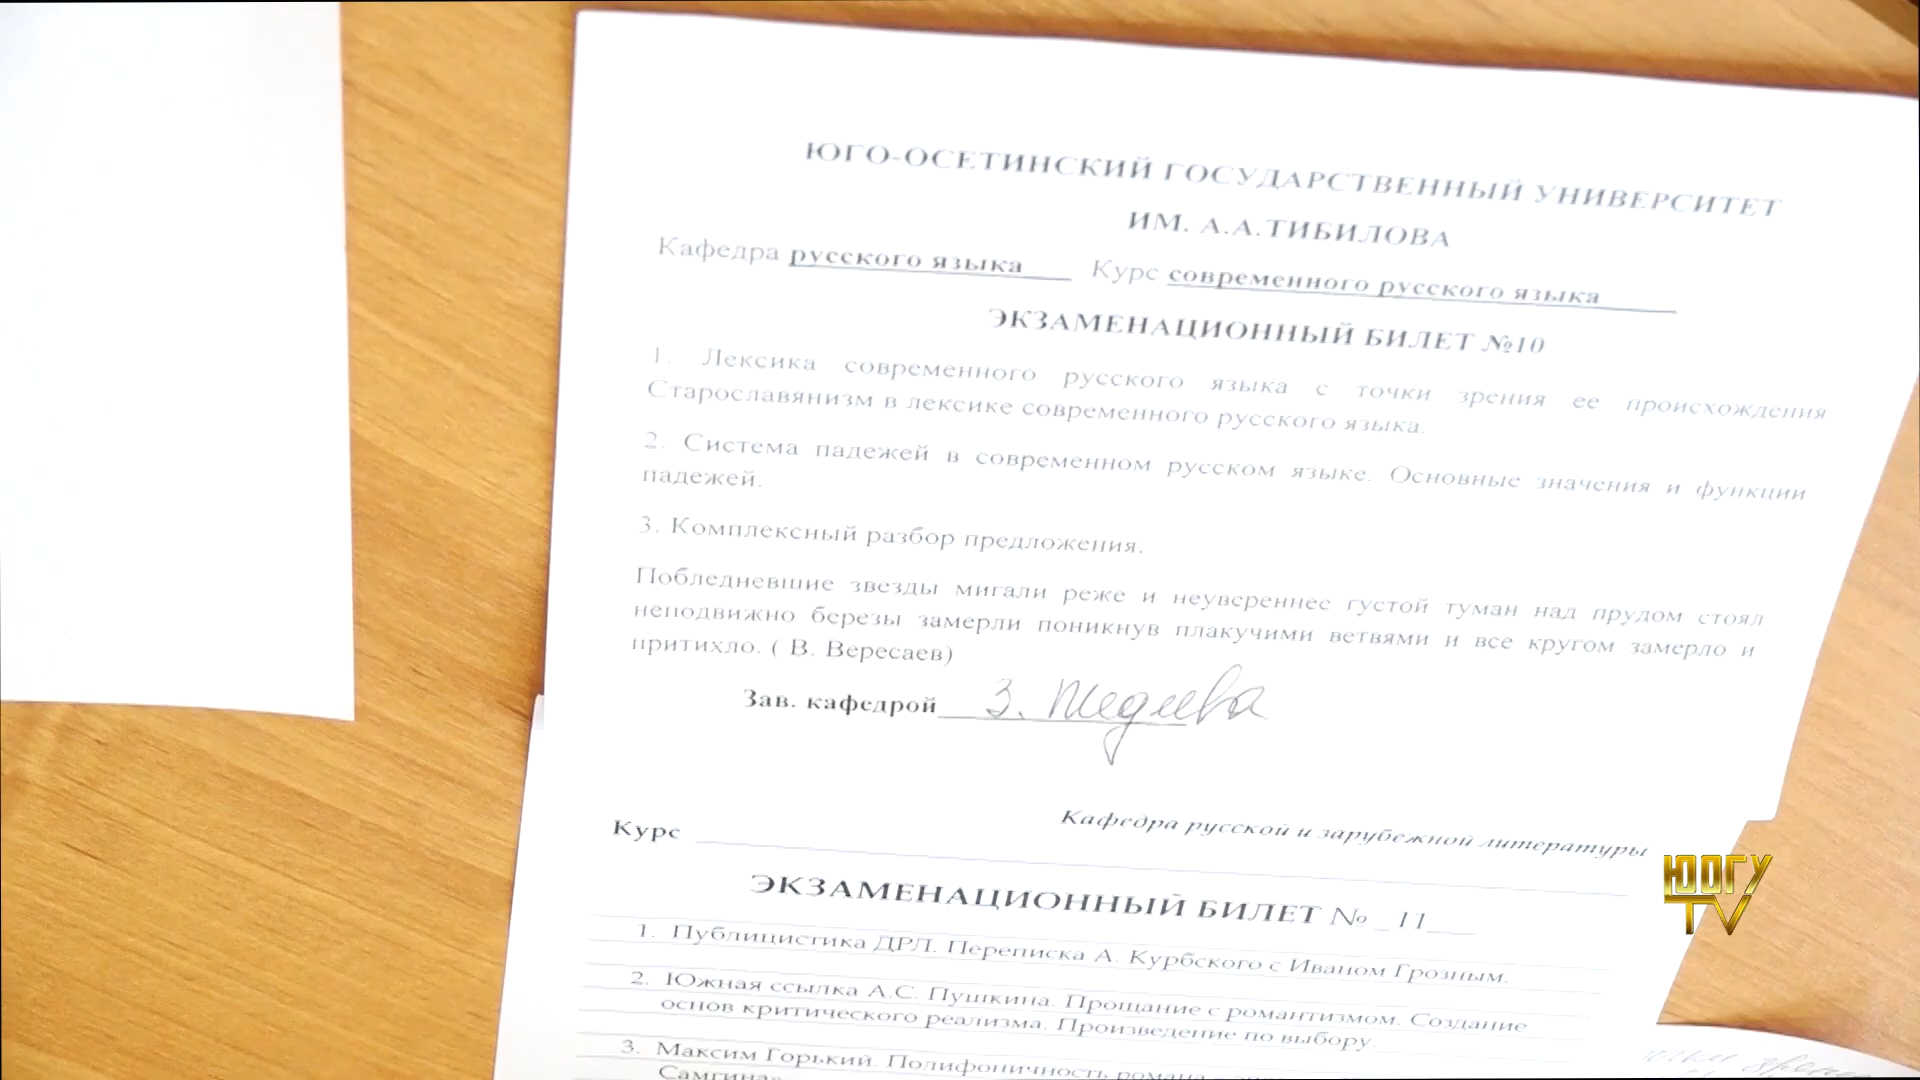 ЮГО-ОСЕТИНСКИЙ ГОСУДАРСТВЕННЫЙ УНИВЕРСИТЕТ
ИМ. А.А.ТИБИЛОВА
Кафедра русского языка Курс современного русского языка
ЭКЗАМЕНАЦИОННЫЙ БИЛЕТ №10
1. Лексика современного русского языка с точки зрения ее происхождения.
Старославянизм в лексике современного русского языка.
2. Система падежей в современном русском языке. Основные значения и функции
падежей.
3. Комплексный разбор предложения.
Побледневшие звезды мигали реже и неувереннее густой туман над прудом стоял
неподвижно березы замерли поникнув плакучими ветвями и все кругом замерло и
притихло. ( В. Вересаев)
Зав. кафедрой З.
Кафедра русской и зарубежной литературы
Курс
ЭКЗАМЕНАЦИОННЫЙ БИЛЕТ № _11___
1. Публицистика ДРЛ. Переписка А. Курбского с Иваном Грозным.
2. Южная ссылка А.С. Пушкина. Прощание с романтизмом. Создание
основ критического реализма. Произведение по выбору.
3. Максим Горький. Полифоничность романа
Самгина»
ЮОГУ
TV